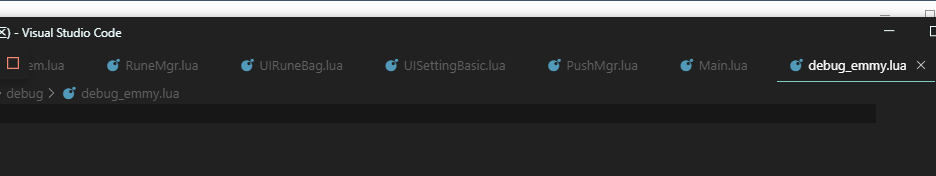 ) - Visual Studio Code
em.lua RuneMgr.lua UIRuneBag.lua UISettingBasic.lua PushMgr.lua Main.lua debug_emmy.lua
debug > debug_emmy.lua